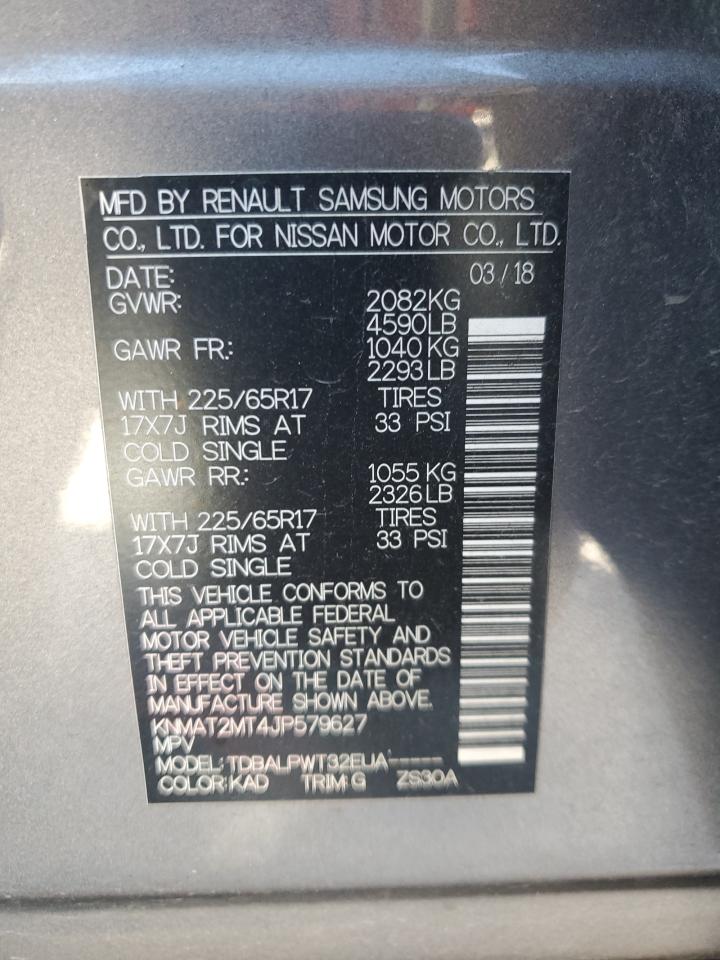 MFD BY RENAULT SAMSUNG MOTORS
CO., LTD. FOR NISSAN MOTOR CO., LTD.
DATE: 03/18
GVWR: 2082KG
4590LB
GAWR FR.: 1040 KG
2293 LB
WITH 225/65R17 TIRES
17X7J RIMS AT 33 PSI
COLD SINGLE
GAWR RR.: 1055 KG
2326 LB
WITH 225/65R17 TIRES
17X7J RIMS AT 33 PSI
COLD SINGLE
THIS VEHICLE CONFORMS TO
ALL APPLICABLE FEDERAL
MOTOR VEHICLE SAFETY AND
THEFT PREVENTION STANDARDS
IN EFFECT ON THE DATE OF
MANUFACTURE SHOWN ABOVE.
KNMAT2MT4JP579627
MPV
MODEL: TDBALPWT32EUA-----
COLOR:KAD TRIM:G ZS30A